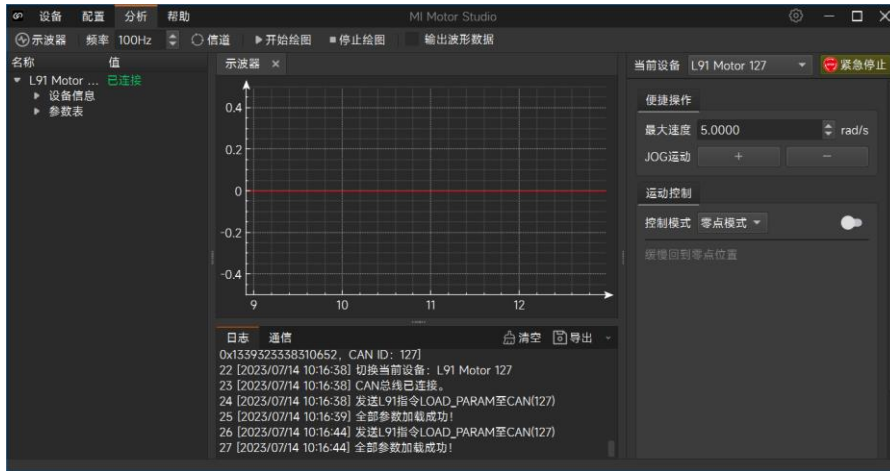 设备 配置 分析 帮助 MI Motor Studio
示波器 频率 100Hz 信道 开始绘图 停止绘图 输出波形数据
名称 值
L91 Motor ... 已连接
设备信息
参数表
示波器
0.4
0.2
0
-0.2
-0.4
9 10 11 12
日志 通信 清空 导出
0x1339323338310652, CAN ID: 127]
22 [2023/07/14 10:16:38] 切换当前设备: L91 Motor 127
23 [2023/07/14 10:16:38] CAN总线已连接。
24 [2023/07/14 10:16:38] 发送L91指令LOAD_PARAM至CAN(127)
25 [2023/07/14 10:16:39] 全部参数加载成功!
26 [2023/07/14 10:16:44] 发送L91指令LOAD_PARAM至CAN(127)
27 [2023/07/14 10:16:44] 全部参数加载成功!
当前设备 L91 Motor 127 紧急停止
便捷操作
最大速度 5.0000 rad/s
JOG运动 + −
运动控制
控制模式 零点模式
缓慢回到零点位置